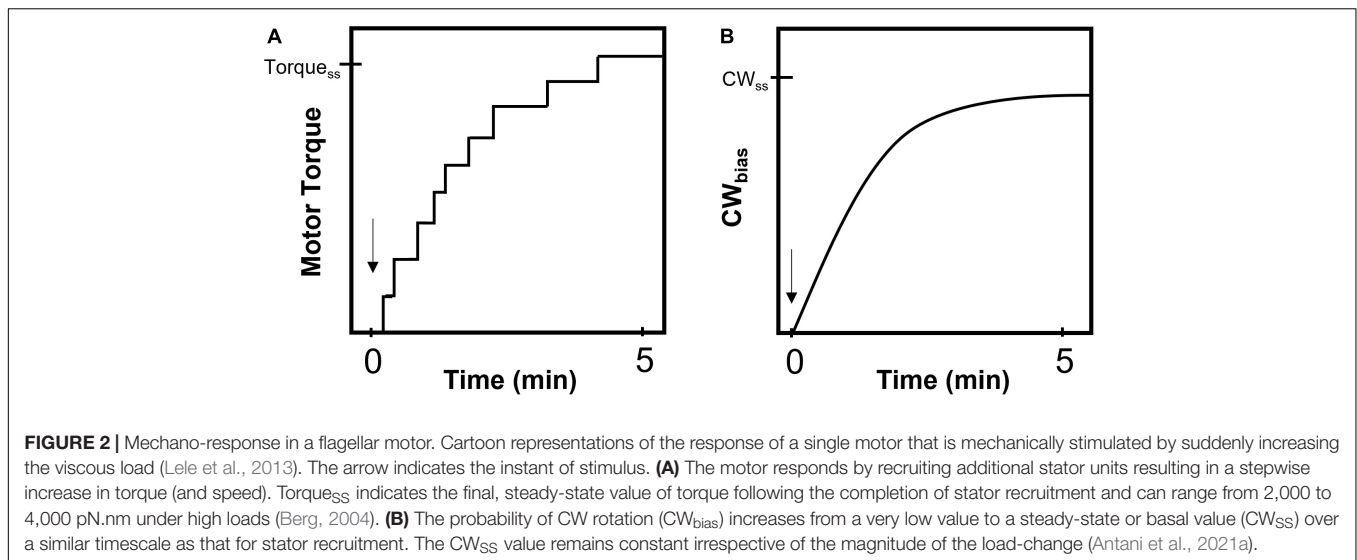 A
Torque_ss
Motor Torque
0
5
Time (min)
B
CW_ss
CW_bias
0
5
Time (min)
FIGURE 2 | Mechano-response in a flagellar motor. Cartoon representations of the response of a single motor that is mechanically stimulated by suddenly increasing
the viscous load (Lele et al., 2013). The arrow indicates the instant of stimulus. (A) The motor responds by recruiting additional stator units resulting in a stepwise
increase in torque (and speed). Torque_SS indicates the final, steady-state value of torque following the completion of stator recruitment and can range from 2,000 to
4,000 pN.nm under high loads (Berg, 2004). (B) The probability of CW rotation (CW_bias) increases from a very low value to a steady-state or basal value (CW_SS) over
a similar timescale as that for stator recruitment. The CW_SS value remains constant irrespective of the magnitude of the load-change (Antani et al., 2021a).